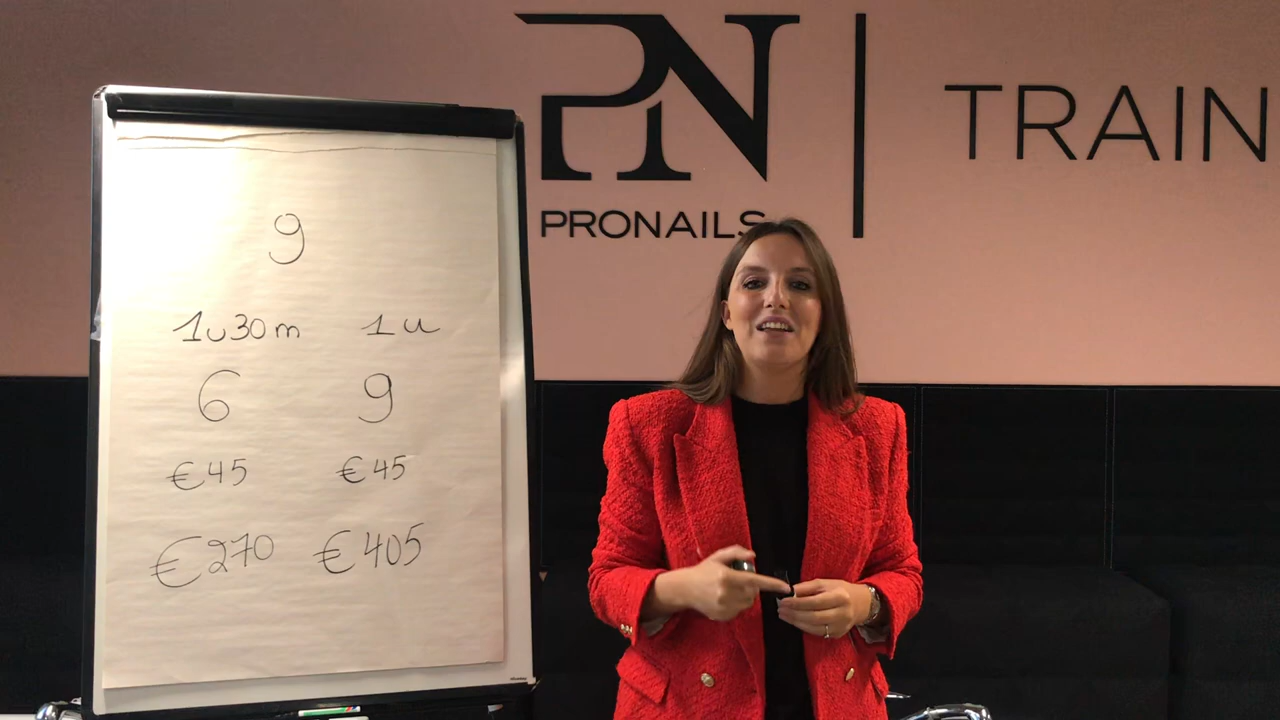 PN
PRONAILS
TRAIN
9
1u30m 1u
6 9
€45 €45
€270 €405